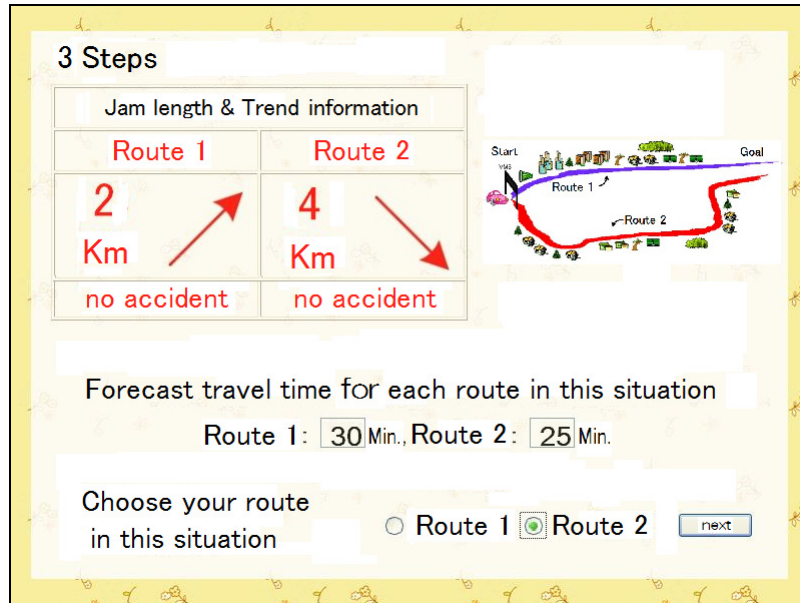 3 Steps
Jam length & Trend information
Route 1 Route 2
2 Km 4 Km
no accident no accident
Start
VMS
Goal
Route 1
Route 2
Forecast travel time for each route in this situation
Route 1: 30 Min., Route 2: 25 Min.
Choose your route
in this situation
Route 1 Route 2 next